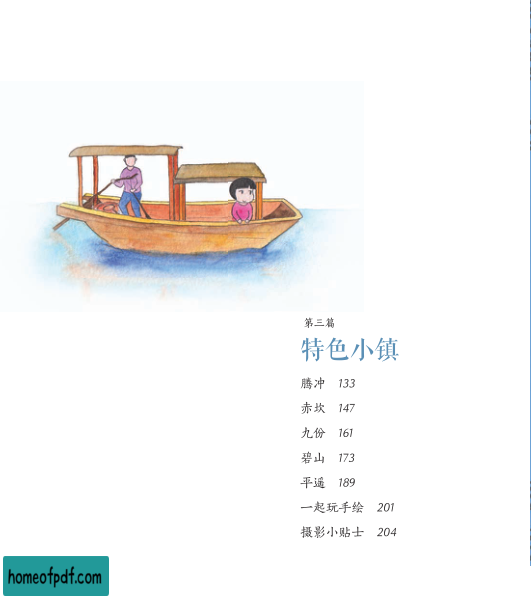 第三篇
特色小镇
腾冲 133
赤坎 147
九份 161
碧山 173
平遥 189
一起玩手绘 201
摄影小贴士 204
homeofpdf.com